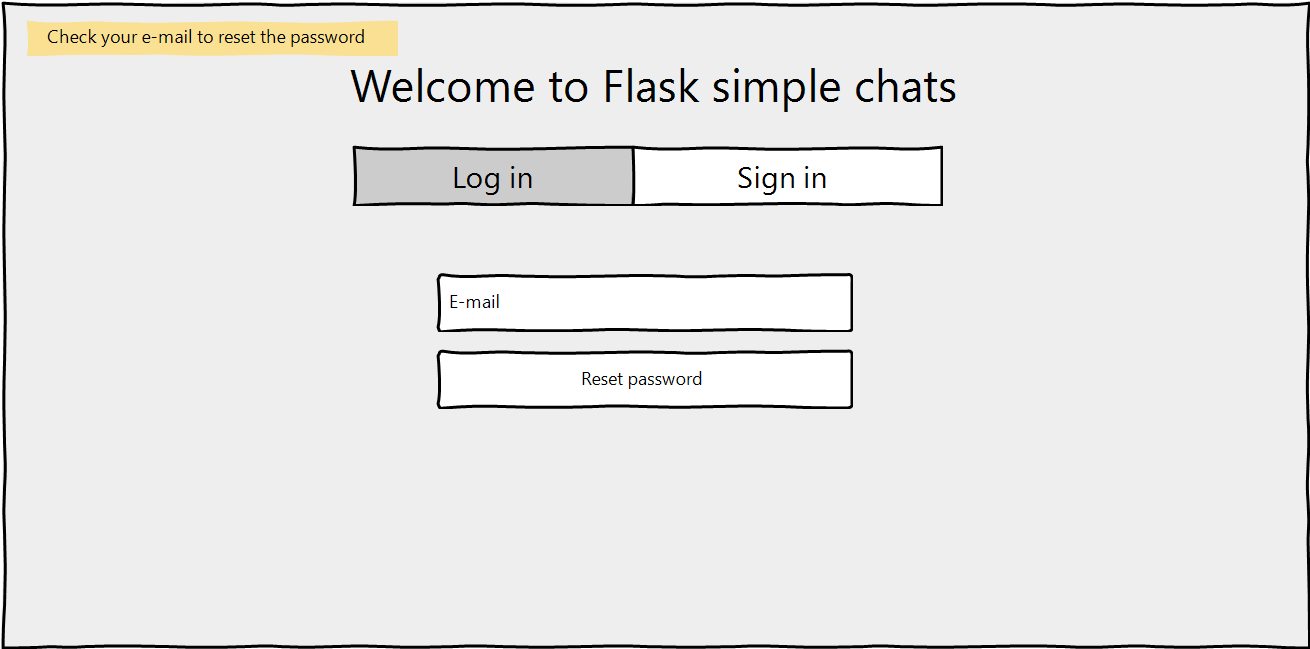 Check your e-mail to reset the password
Welcome to Flask simple chats
Log in
Sign in
E-mail
Reset password